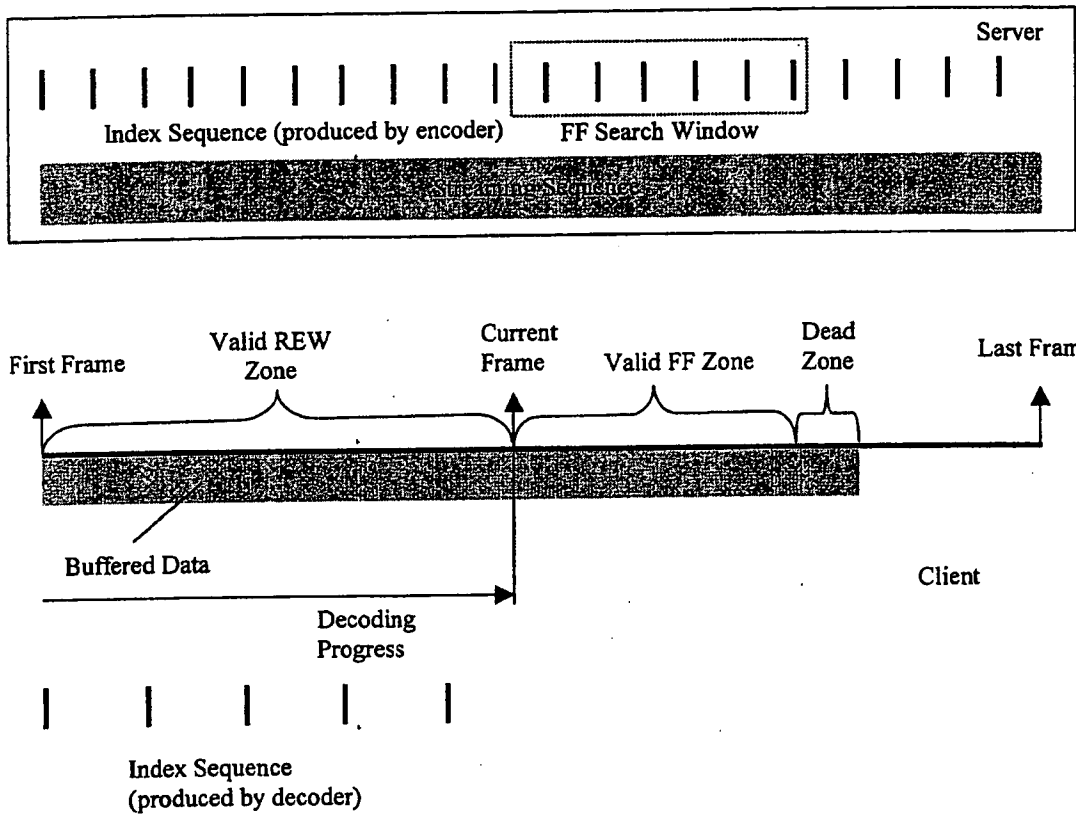 Server
Index Sequence (produced by encoder)
FF Search Window
Streaming Sequence
First Frame
Valid REW
Zone
Current
Frame
Valid FF Zone
Dead
Zone
Last Fram
Buffered Data
Client
Decoding
Progress
Index Sequence
(produced by decoder)